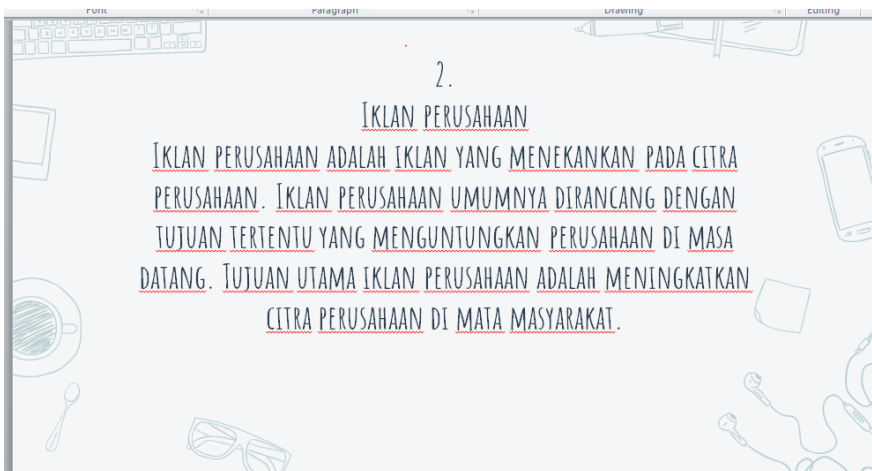 Font
Paragraph
Drawing
Editing
2.
Iklan perusahaan
Iklan perusahaan adalah iklan yang menekankan pada citra
perusahaan. Iklan perusahaan umumnya dirancang dengan
tujuan tertentu yang menguntungkan perusahaan di masa
datang. Tujuan utama iklan perusahaan adalah meningkatkan
citra perusahaan di mata masyarakat.